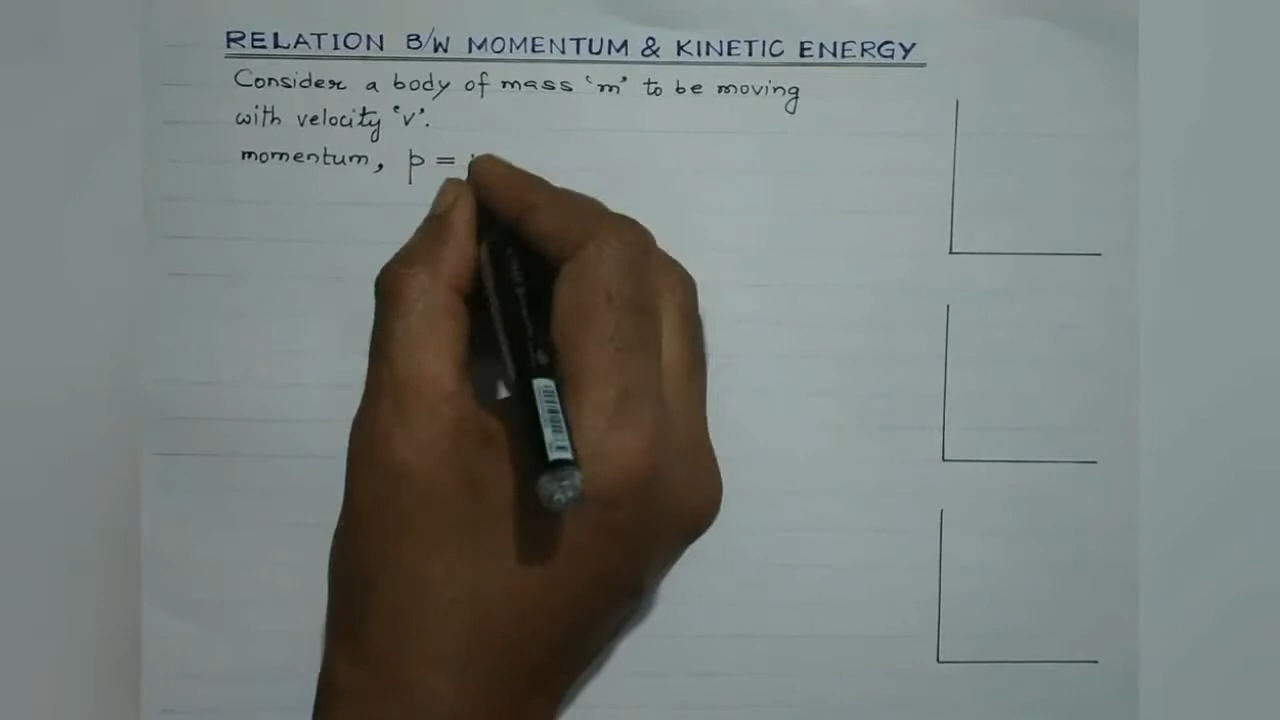 RELATION B/W MOMENTUM & KINETIC ENERGY
Consider a body of mass 'm' to be moving
with velocity 'v'.
momentum, p =